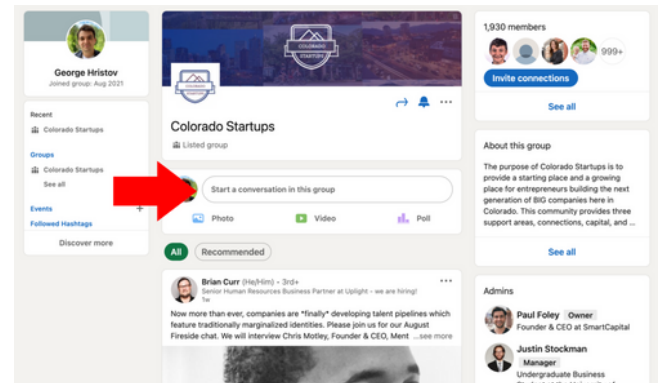 George Hristov
Joined group: Aug 2021
Recent
Colorado Startups
Groups
Colorado Startups
See all
Events +
Followed Hashtags
Discover more
COLORADO
STARTUPS
COLORADO
STARTUPS
Colorado Startups
Listed group
Start a conversation in this group
Photo
Video
Poll
All
Recommended
Brian Curr (He/Him) • 3rd+
Senior Human Resources Business Partner at Uplight - we are hiring!
1w
Now more than ever, companies are *finally* developing talent pipelines which
feature traditionally marginalized identities. Please join us for our August
Fireside chat. We will interview Chris Motley, Founder & CEO, Ment ...see more
1,930 members
999+
Invite connections
See all
About this group
The purpose of Colorado Startups is to
provide a starting place and a growing
place for entrepreneurs building the next
generation of BIG companies here in
Colorado. This community provides three
support areas, connections, capital, and ...
See all
Admins
Paul Foley Owner
Founder & CEO at SmartCapital
Justin Stockman
Manager
Undergraduate Business